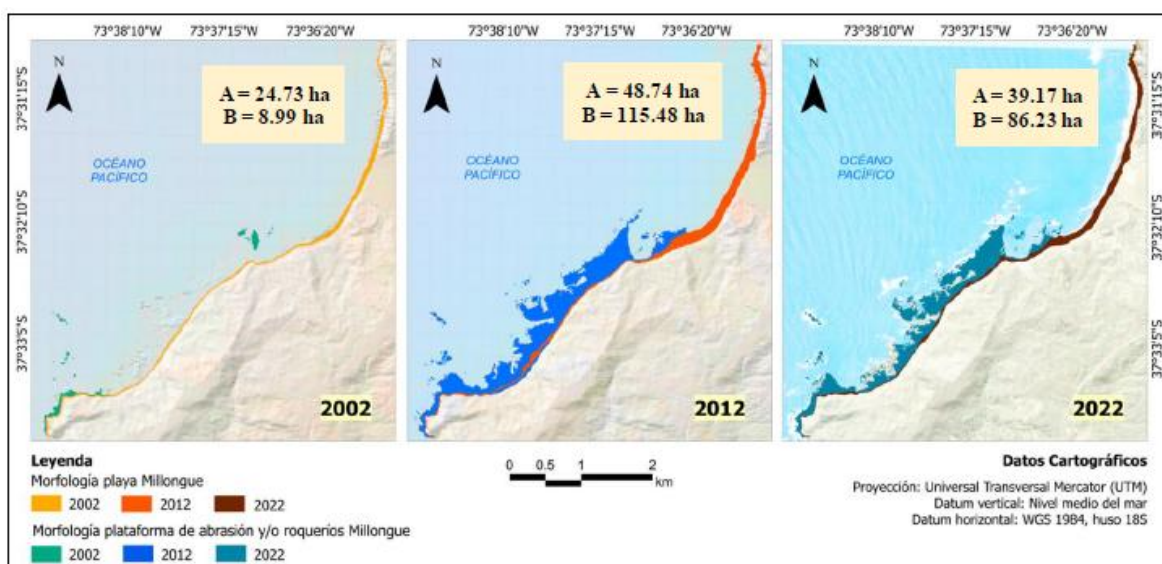 73°38'10"W 73°37'15"W 73°36'20"W
73°38'10"W 73°37'15"W 73°36'20"W
73°38'10"W 73°37'15"W 73°36'20"W
37°31'15"S
37°32'10"S
37°33'5"S
N
A = 24.73 ha
B = 8.99 ha
OCÉANO
PACÍFICO
2002
N
A = 48.74 ha
B = 115.48 ha
OCÉANO
PACÍFICO
2012
N
A = 39.17 ha
B = 86.23 ha
OCÉANO
PACÍFICO
2022
37°31'15"S
37°32'10"S
37°33'5"S
Leyenda
Morfología playa Millongue
2002 2012 2022
Morfología plataforma de abrasión y/o roqueríos Millongue
2002 2012 2022
0 0.5 1 2
km
Datos Cartográficos
Proyección: Universal Transversal Mercator (UTM)
Datum vertical: Nivel medio del mar
Datum horizontal: WGS 1984, huso 18S